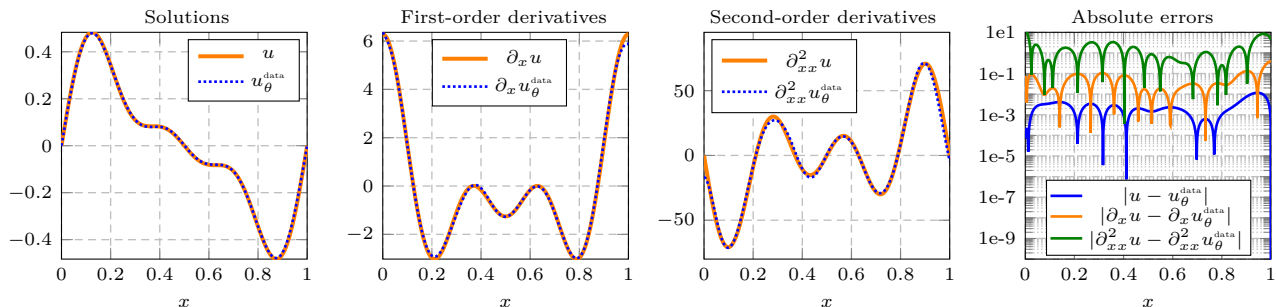 Solutions
0.4
0.2
0
−0.2
−0.4
0 0.2 0.4 0.6 0.8 1
x
u
u_θ^data
First-order derivatives
6
4
2
0
−2
0 0.2 0.4 0.6 0.8 1
x
∂_x u
∂_x u_θ^data
Second-order derivatives
50
0
−50
0 0.2 0.4 0.6 0.8 1
x
∂²_xx u
∂²_xx u_θ^data
Absolute errors
1e1
1e-1
1e-3
1e-5
1e-7
1e-9
0 0.2 0.4 0.6 0.8 1
x
|u − u_θ^data|
|∂_x u − ∂_x u_θ^data|
|∂²_xx u − ∂²_xx u_θ^data|